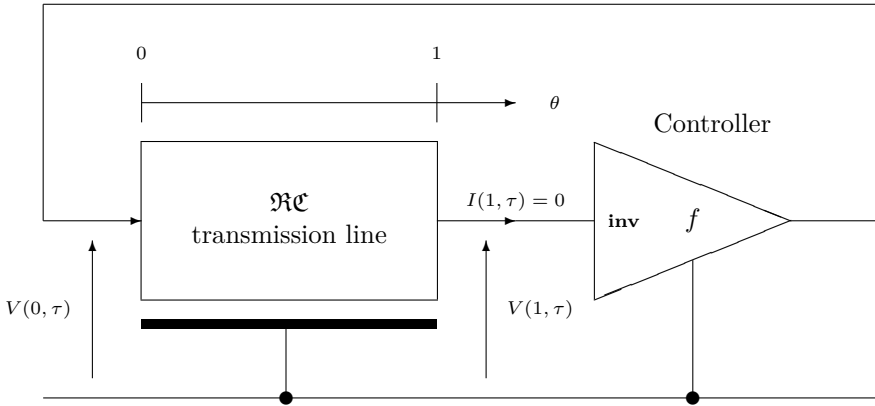 0
1
θ
Controller
ℜℭ
transmission line
I(1, τ) = 0
inv
f
V(0, τ)
V(1, τ)